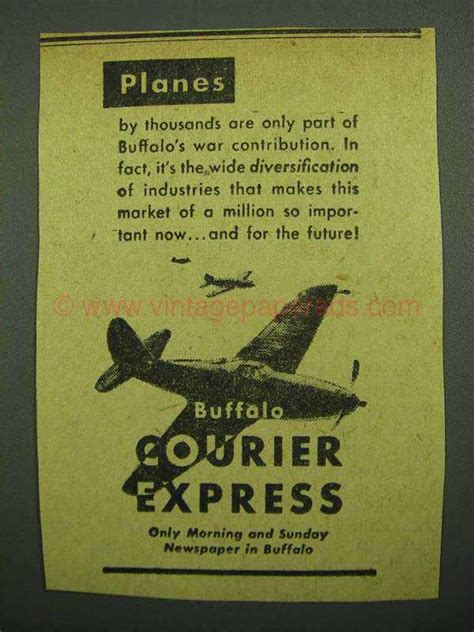 Planes
by thousands are only part of
Buffalo's war contribution. In
fact, it's the wide diversification
of industries that makes this
market of a million so impor-
tant now...and for the future!
© www.vintagepaperads.com
Buffalo
COURIER
EXPRESS
Only Morning and Sunday
Newspaper in Buffalo